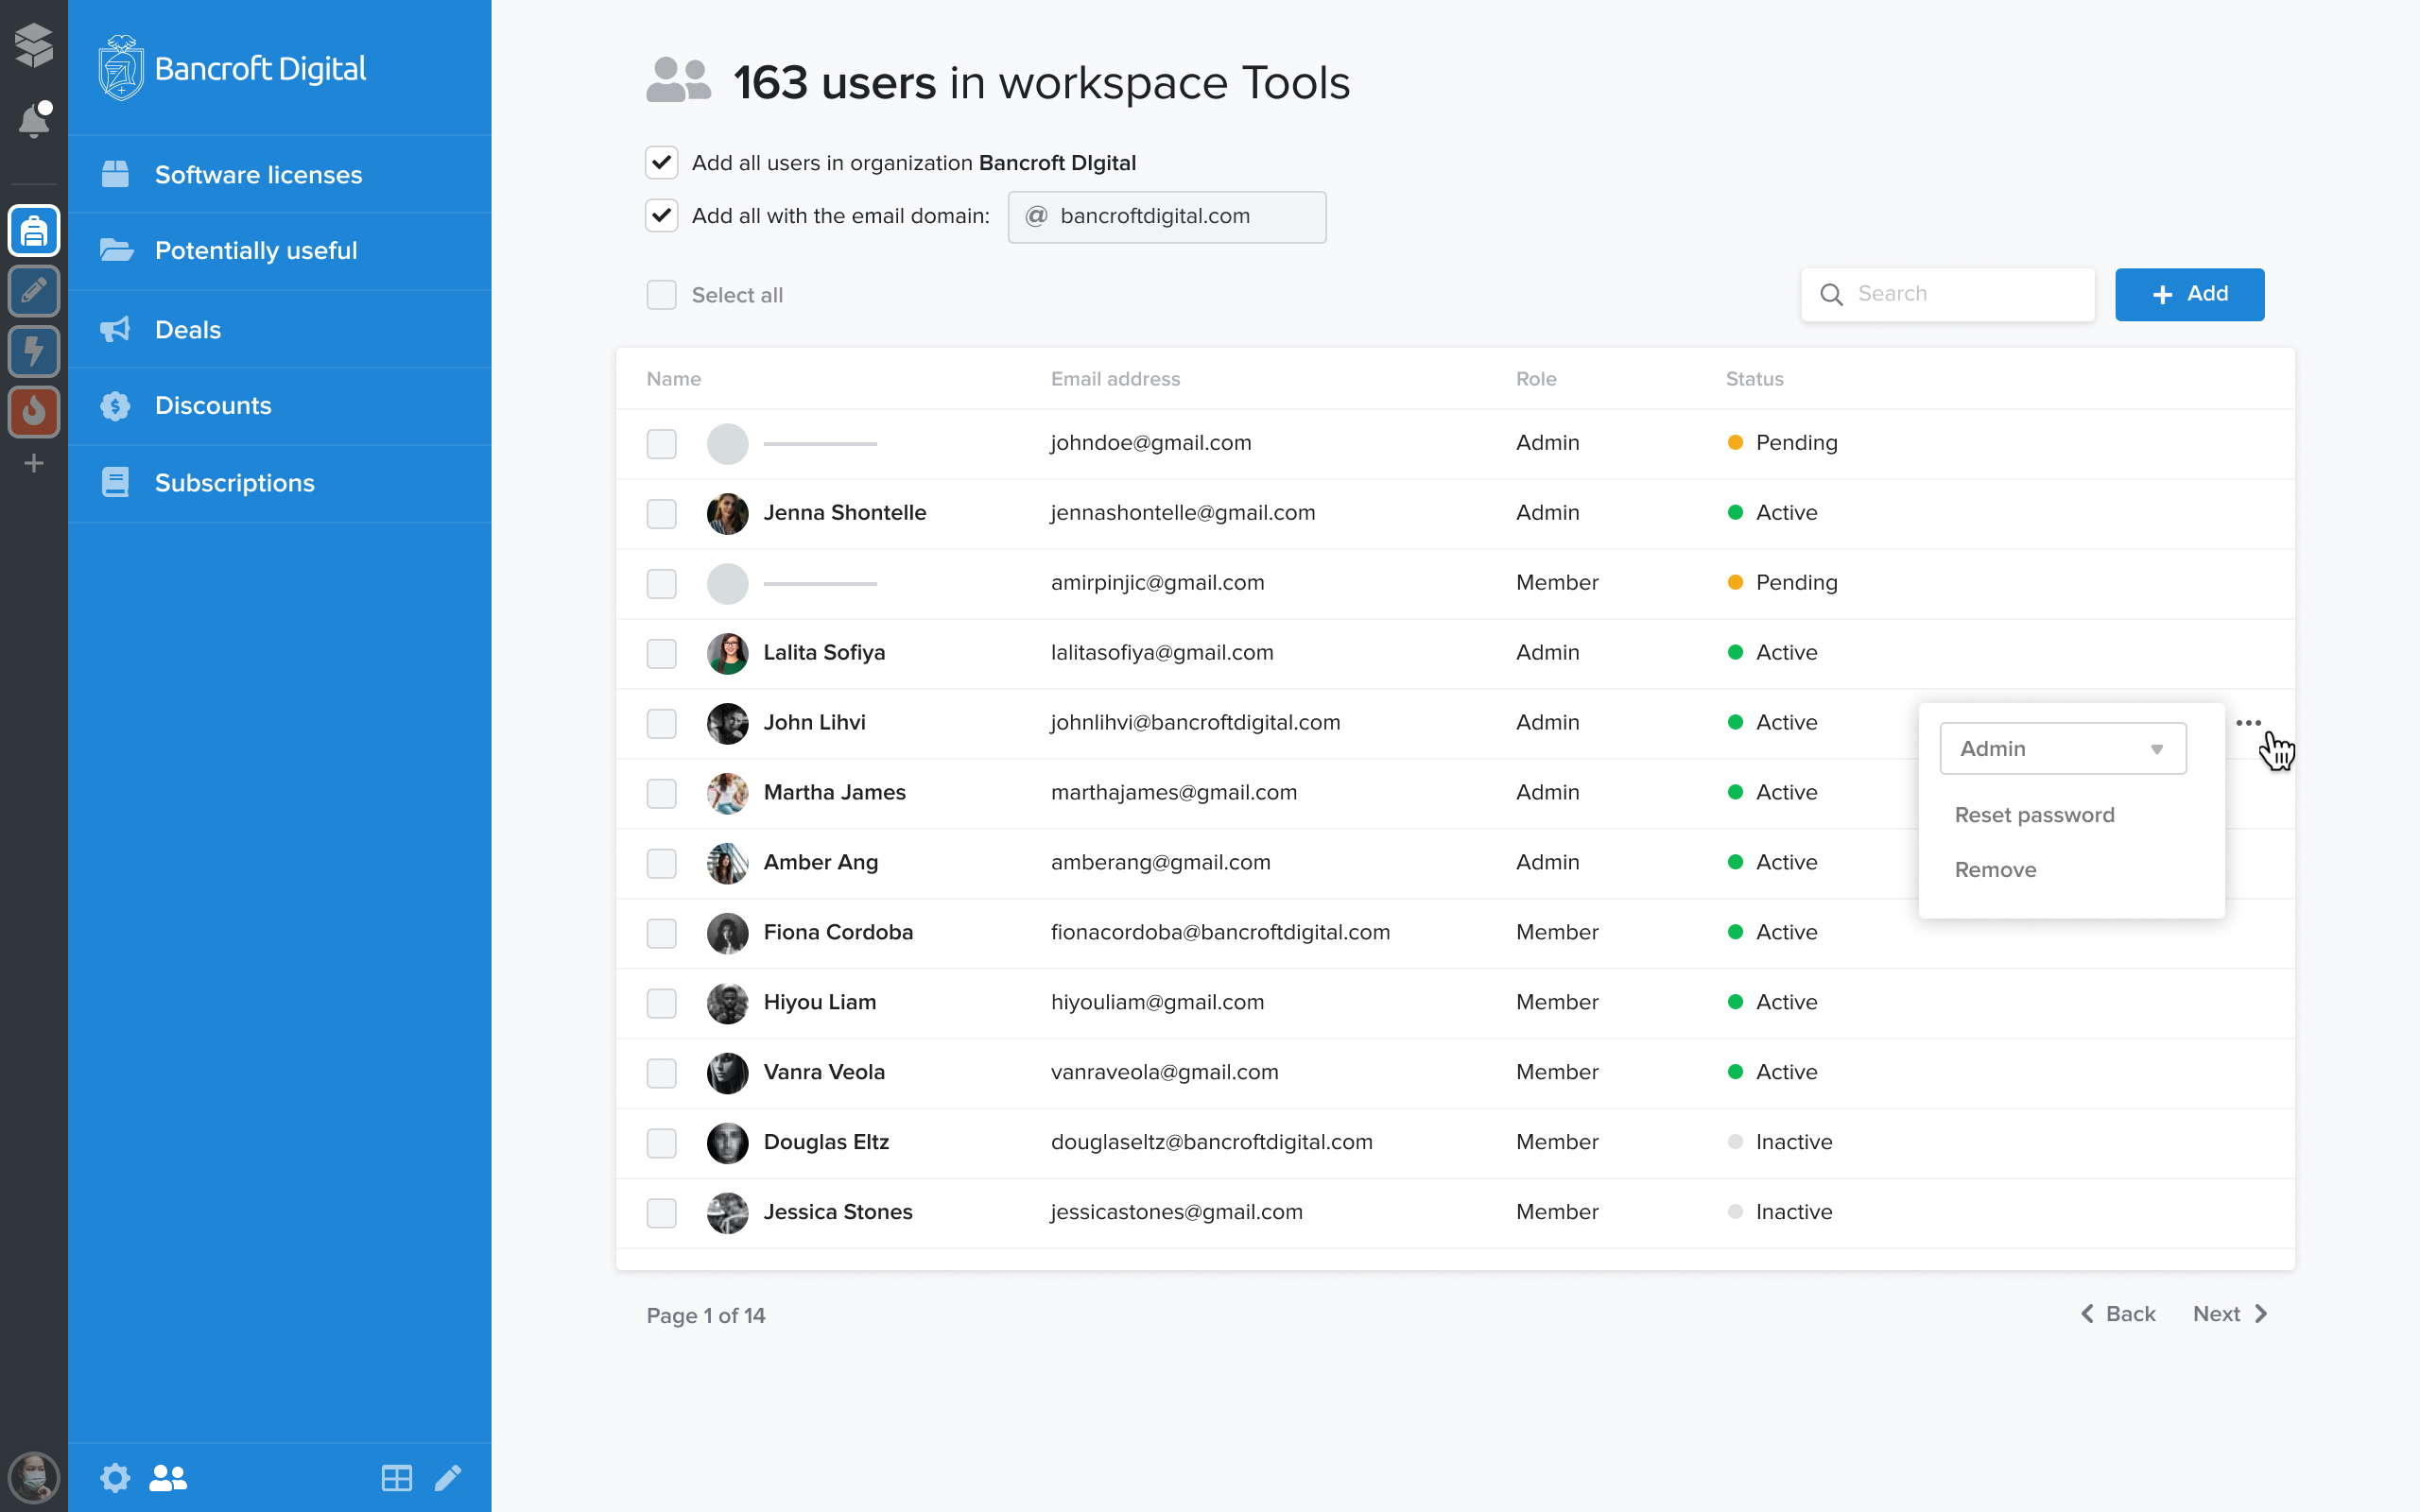 Bancroft Digital
Software licenses
Potentially useful
Deals
Discounts
Subscriptions
163 users in workspace Tools
Add all users in organization Bancroft DIgital
Add all with the email domain: @ bancroftdigital.com
Select all
Search
+ Add
Name Email address Role Status
johndoe@gmail.com Admin Pending
Jenna Shontelle jennashontelle@gmail.com Admin Active
amirpinjic@gmail.com Member Pending
Lalita Sofiya lalitasofiya@gmail.com Admin Active
John Lihvi johnlihvi@bancroftdigital.com Admin Active
Martha James marthajames@gmail.com Admin Active
Amber Ang amberang@gmail.com Admin Active
Fiona Cordoba fionacordoba@bancroftdigital.com Member Active
Hiyou Liam hiyouliam@gmail.com Member Active
Vanra Veola vanraveola@gmail.com Member Active
Douglas Eltz douglaseltz@bancroftdigital.com Member Inactive
Jessica Stones jessicastones@gmail.com Member Inactive
Admin
Reset password
Remove
Page 1 of 14
Back Next